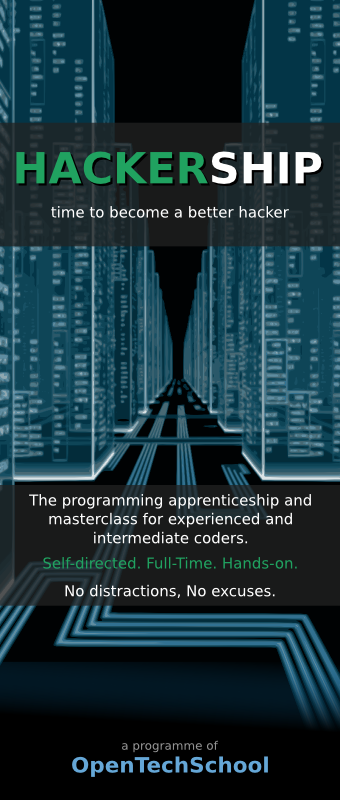 HACKERSHIP
time to become a better hacker
The programming apprenticeship and
masterclass for experienced and
intermediate coders.
Self-directed. Full-Time. Hands-on.
No distractions, No excuses.
a programme of
OpenTechSchool